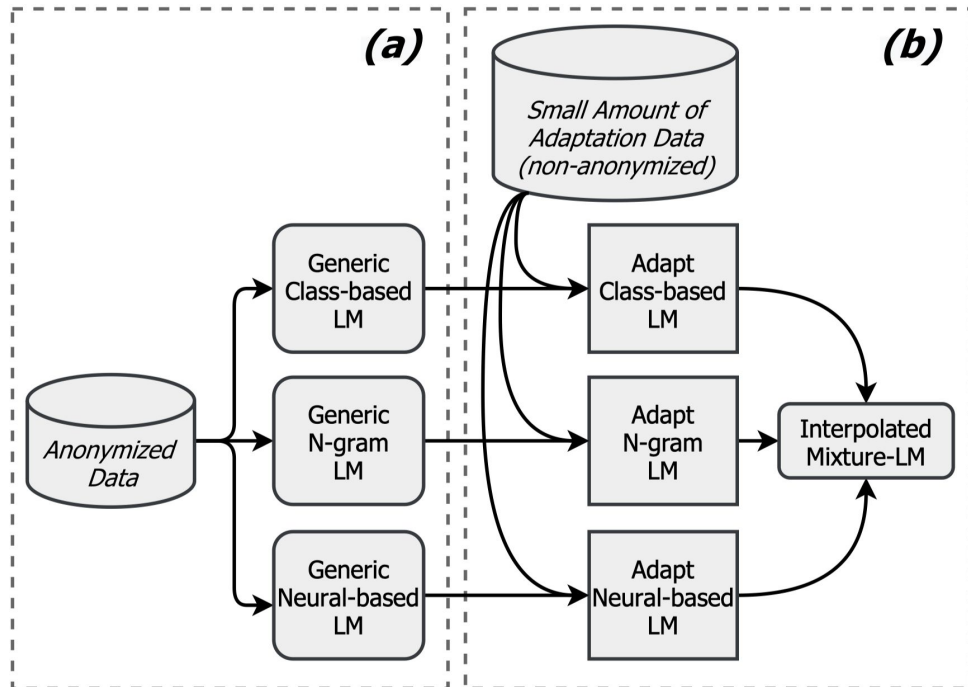 (a)
Anonymized
Data
Generic
Class-based
LM
Generic
N-gram
LM
Generic
Neural-based
LM
(b)
Small Amount of
Adaptation Data
(non-anonymized)
Adapt
Class-based
LM
Adapt
N-gram
LM
Adapt
Neural-based
LM
Interpolated
Mixture-LM